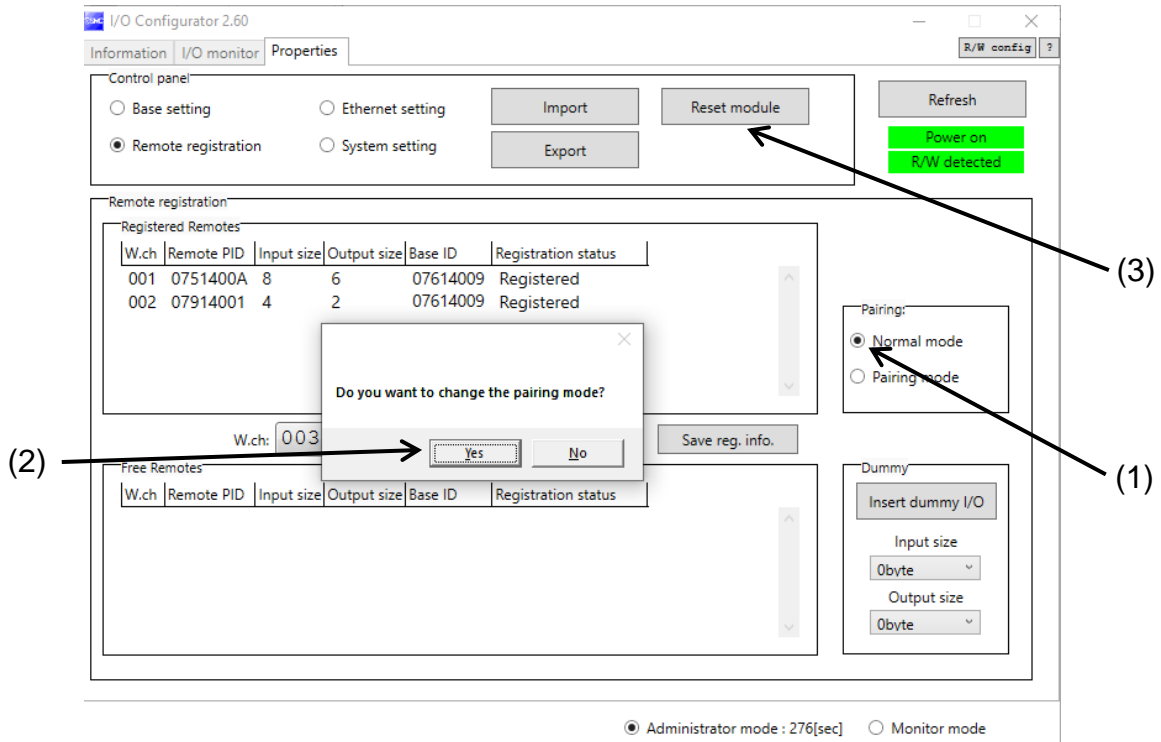 SMC I/O Configurator 2.60
Information I/O monitor Properties R/W config ?
Control panel
Base setting Ethernet setting Import Reset module Refresh
Power on
Remote registration System setting Export
R/W detected
Remote registration
Registered Remotes
W.ch Remote PID Input size Output size Base ID Registration status
(3)
001 0751400A 8 6 07614009 Registered
002 07914001 4 2 07614009 Registered
Pairing:
Normal mode
Pairing mode
Do you want to change the pairing mode?
W.ch: 003 Save reg. info.
Yes No
(2)
Free Remotes Dummy
(1)
W.ch Remote PID Input size Output size Base ID Registration status
Insert dummy I/O
Input size
0byte
Output size
0byte
Administrator mode : 276[sec] Monitor mode